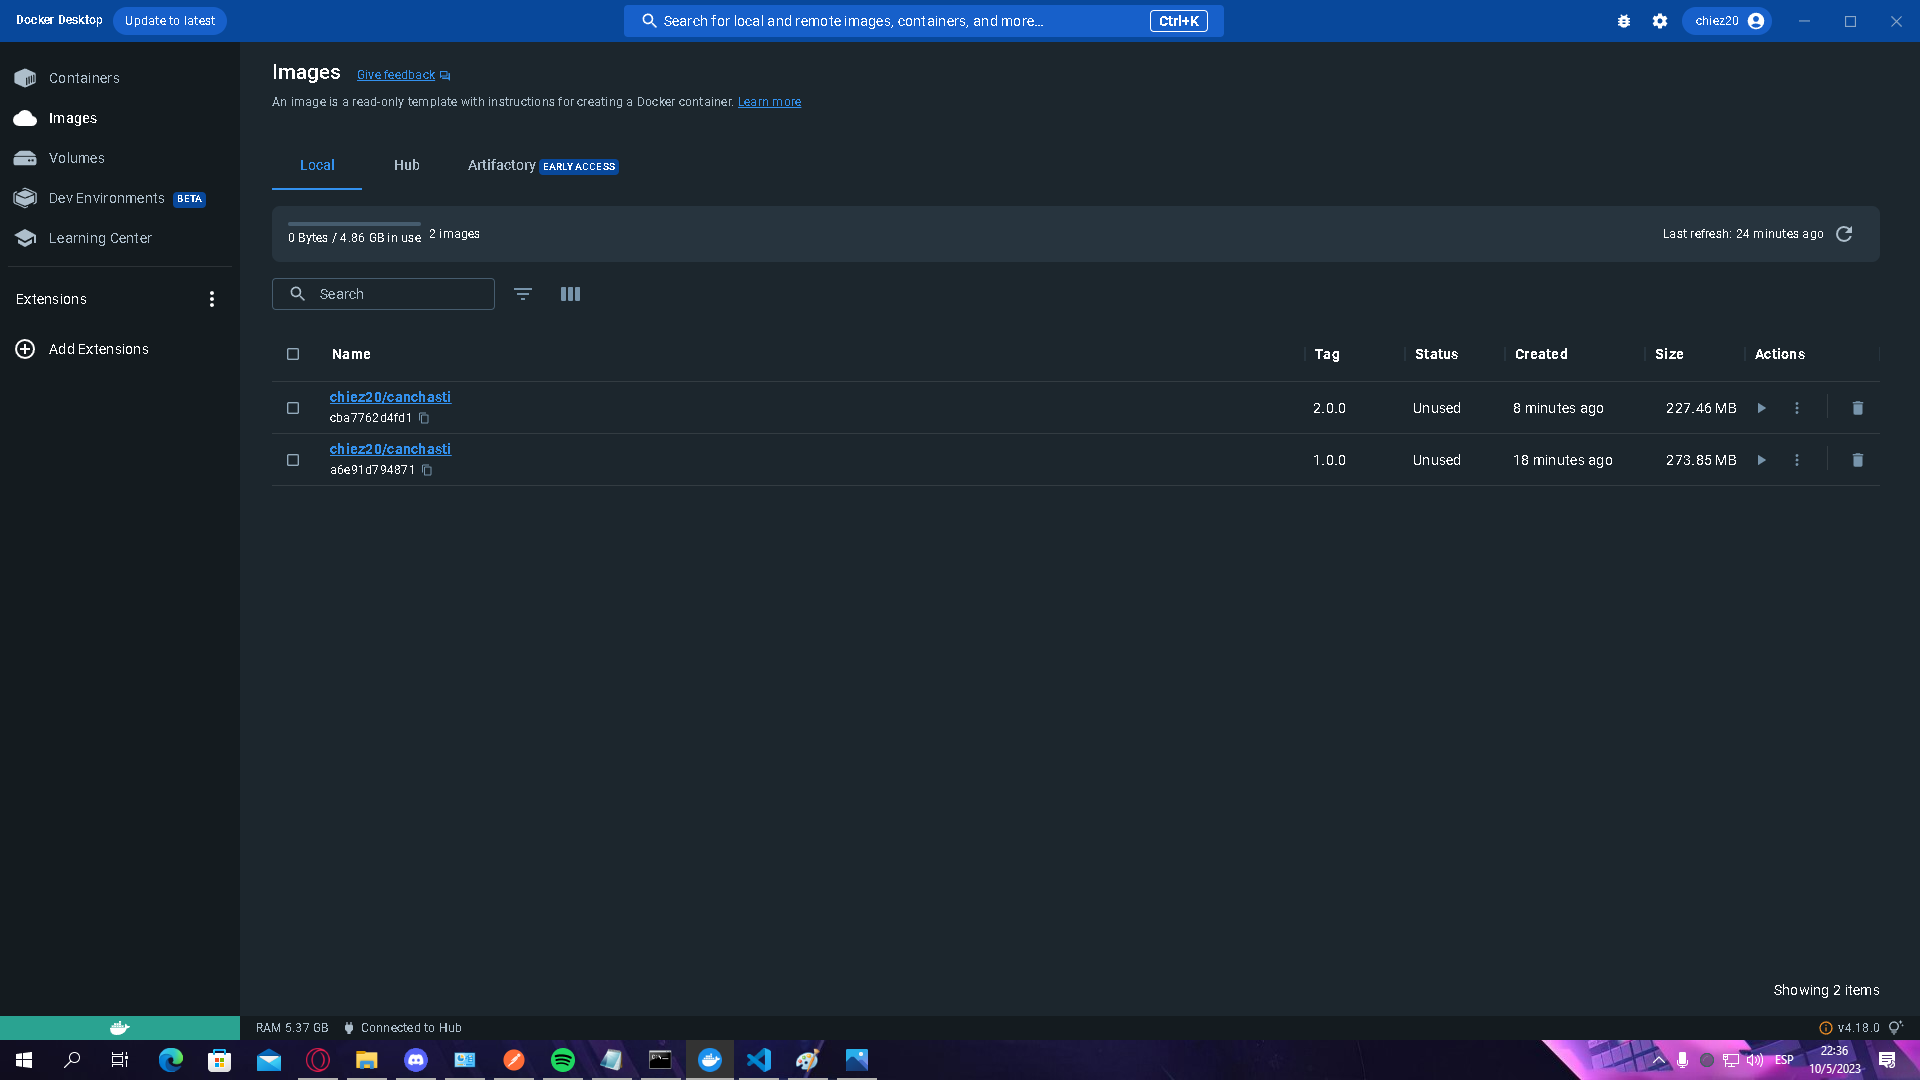 Docker Desktop
Update to latest
Search for local and remote images, containers, and more...
Ctrl+K
chiez20
Containers
Images
Volumes
Dev Environments BETA
Learning Center
Extensions
Add Extensions
Images Give feedback
An image is a read-only template with instructions for creating a Docker container. Learn more
Local Hub Artifactory EARLY ACCESS
0 Bytes / 4.86 GB in use 2 images
Last refresh: 24 minutes ago
Search
Name Tag Status Created Size Actions
chiez20/canchasti
cba7762d4fd1
2.0.0 Unused 8 minutes ago 227.46 MB
chiez20/canchasti
a6e91d794871
1.0.0 Unused 18 minutes ago 273.85 MB
Showing 2 items
RAM 5.37 GB Connected to Hub
v4.18.0
ESP
22:36
10/5/2023